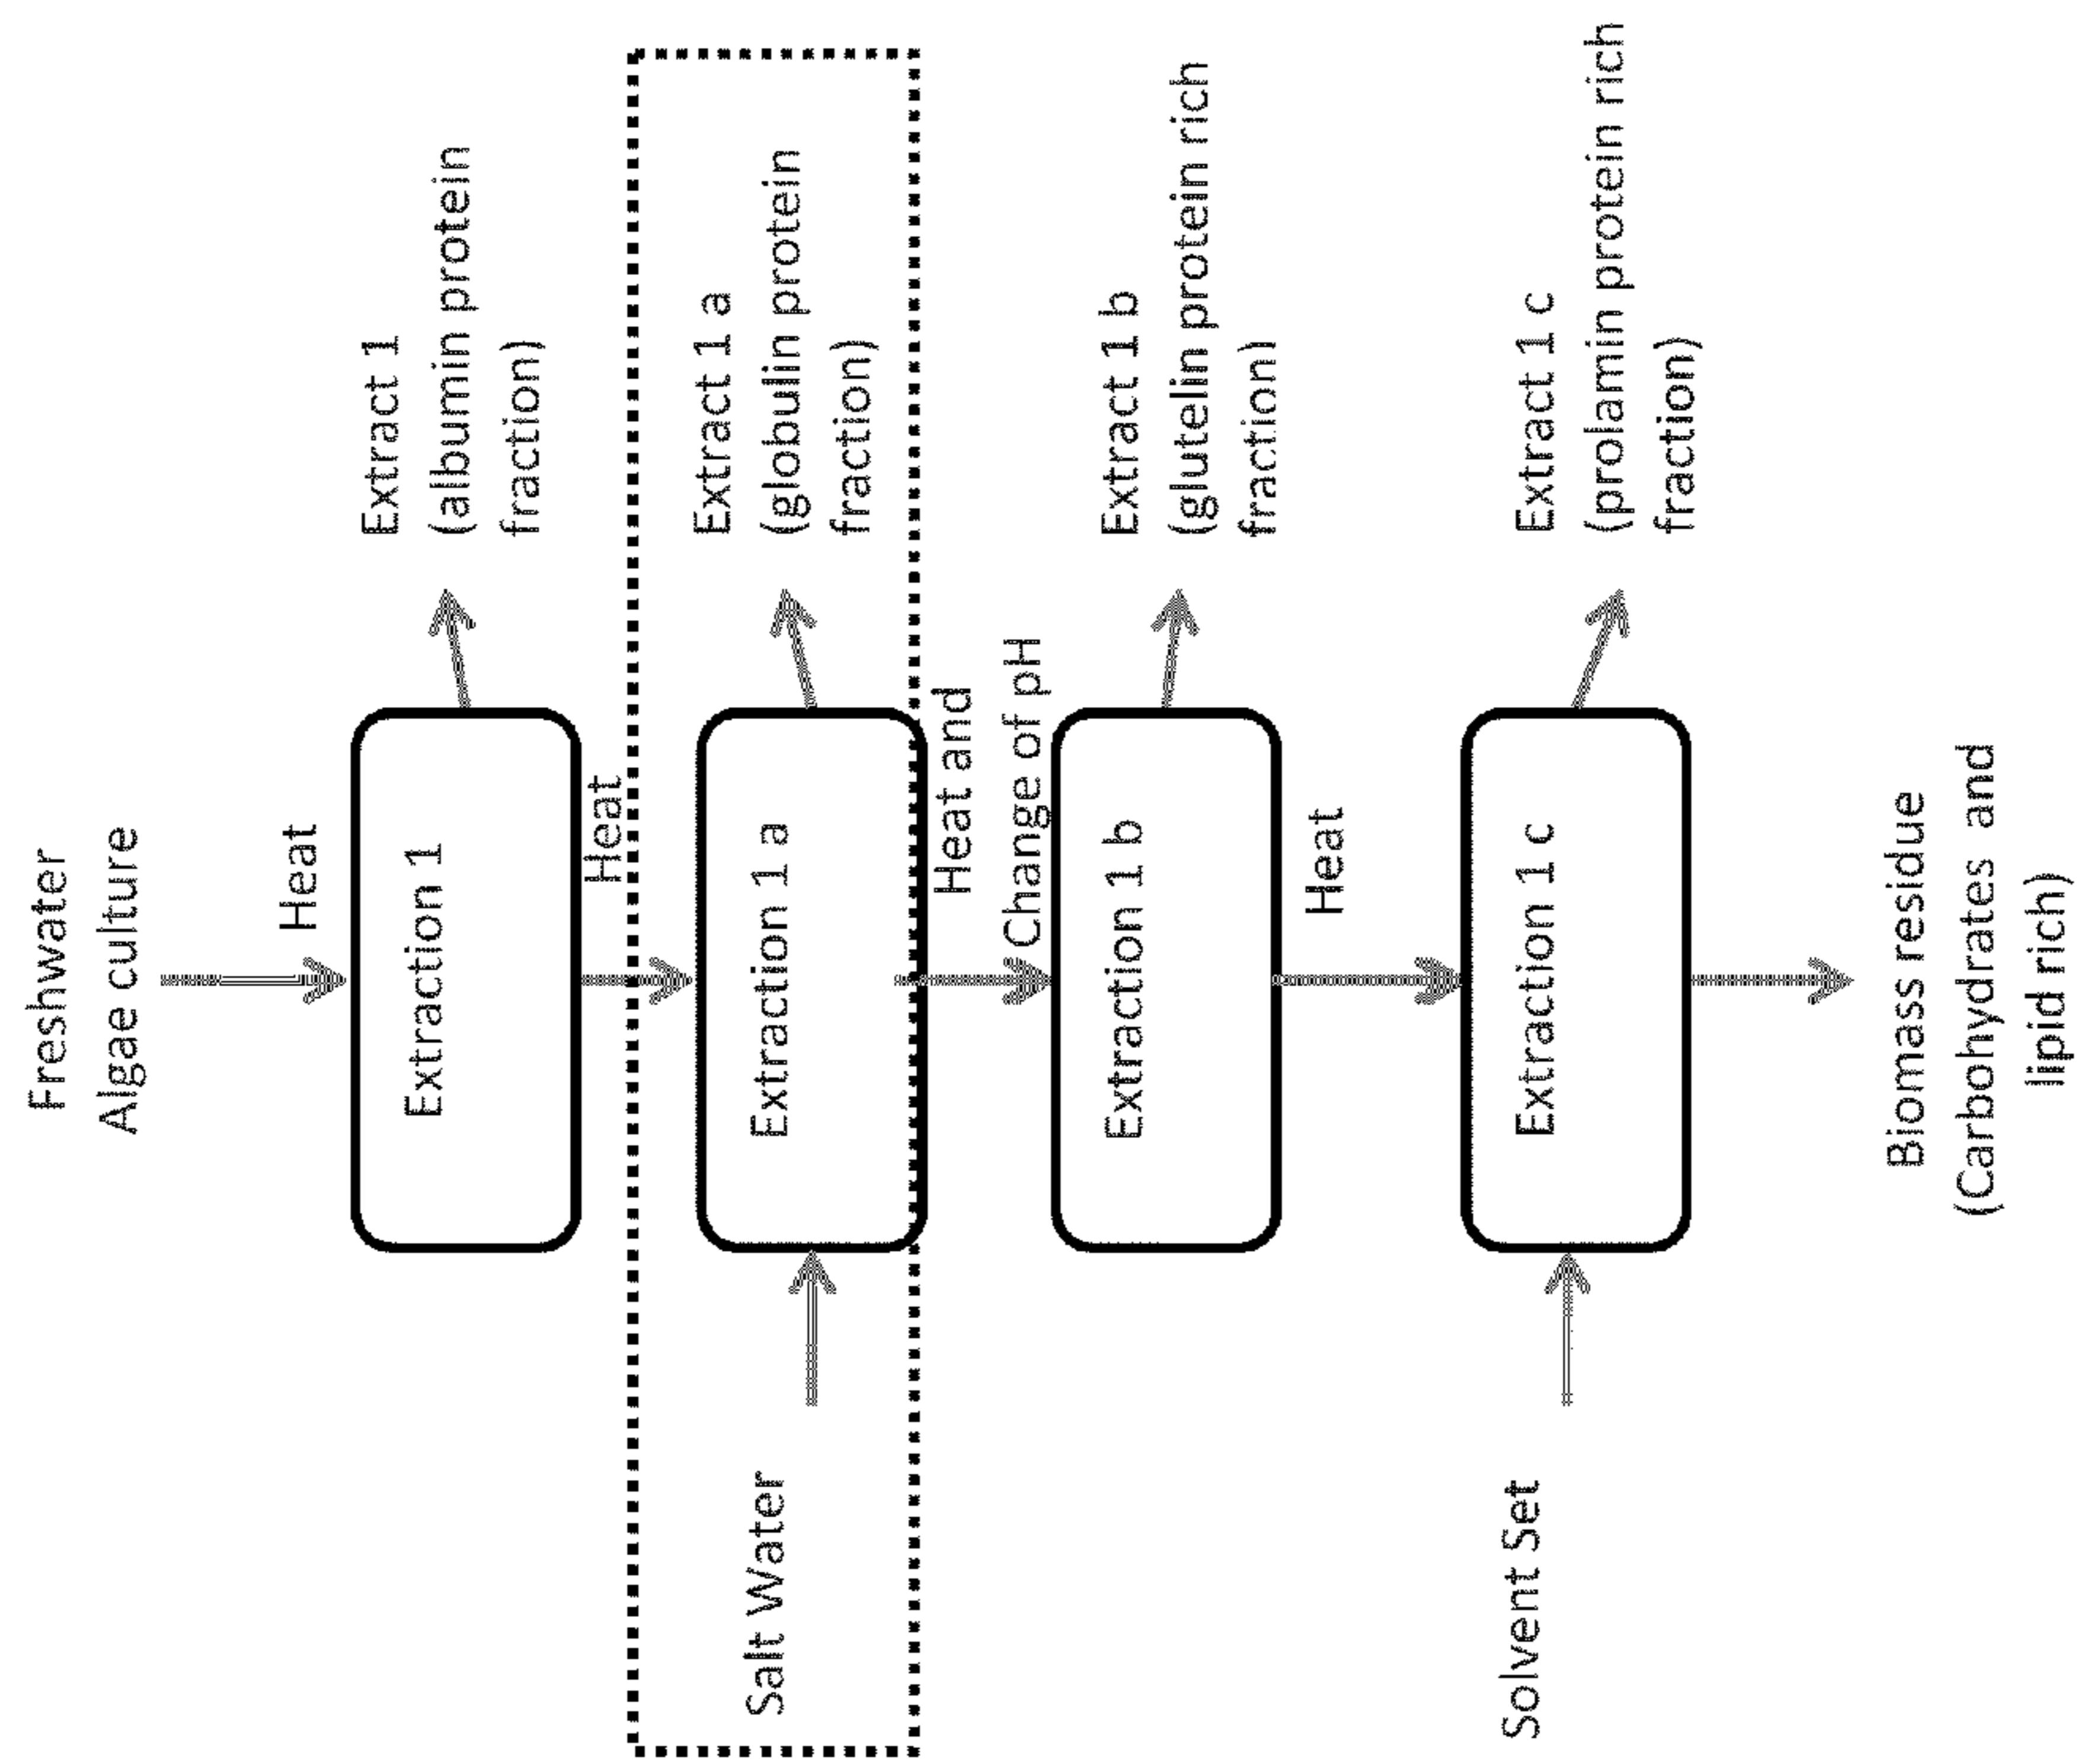 Freshwater
Algae culture
Heat
Extraction 1
Extract 1
(albumin protein
fraction)
Heat
Salt Water
Extraction 1 a
Extract 1 a
(globulin protein
fraction)
Heat and
Change of pH
Extraction 1 b
Extract 1 b
(glutelin protein rich
fraction)
Heat
Solvent Set
Extraction 1 c
Extract 1 c
(prolamin protein rich
fraction)
Biomass residue
(Carbohydrates and
lipid rich)